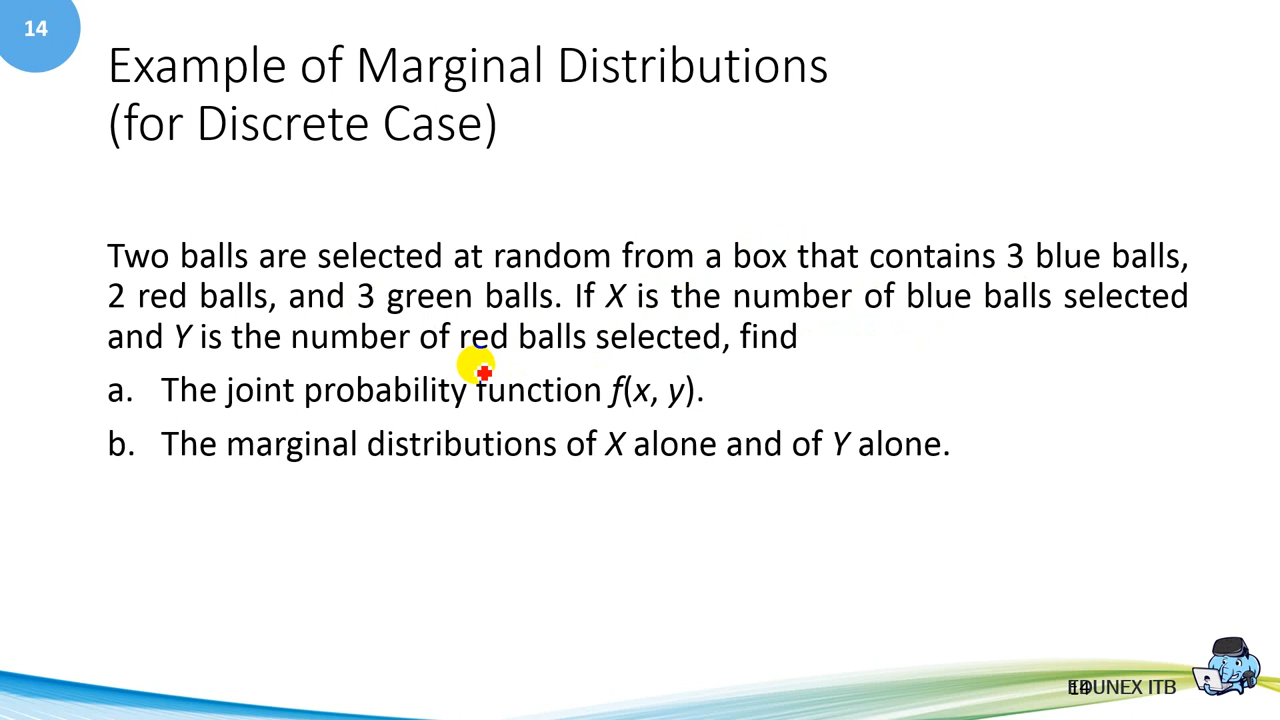 14
Example of Marginal Distributions
(for Discrete Case)
Two balls are selected at random from a box that contains 3 blue balls,
2 red balls, and 3 green balls. If X is the number of blue balls selected
and Y is the number of red balls selected, find
a. The joint probability function f(x, y).
b. The marginal distributions of X alone and of Y alone.
EDUNEX ITB
14